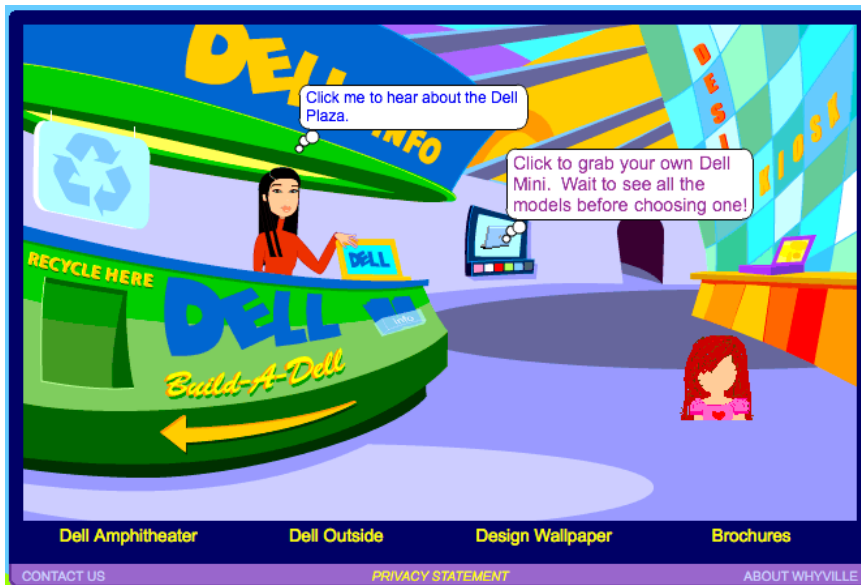 DELL INFO
Click me to hear about the Dell
Plaza.
Click to grab your own Dell
Mini. Wait to see all the
models before choosing one!
KIOSK
DELL
RECYCLE HERE
DELL
info
Build-A-Dell
Dell Amphitheater
Dell Outside
Design Wallpaper
Brochures
CONTACT US
PRIVACY STATEMENT
ABOUT WHYVILLE